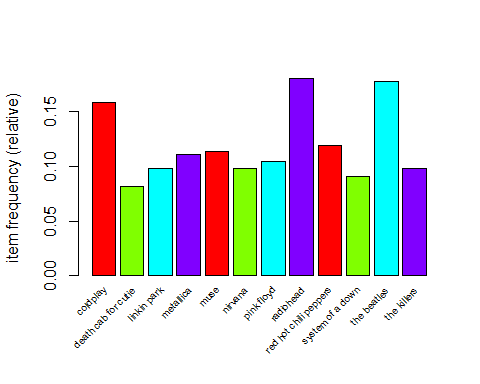 item frequency (relative)
0.15
0.10
0.05
0.00
coldplay
death cab for cutie
linkin park
metallica
muse
nirvana
pink floyd
radiohead
red hot chili peppers
system of a down
the beatles
the killers